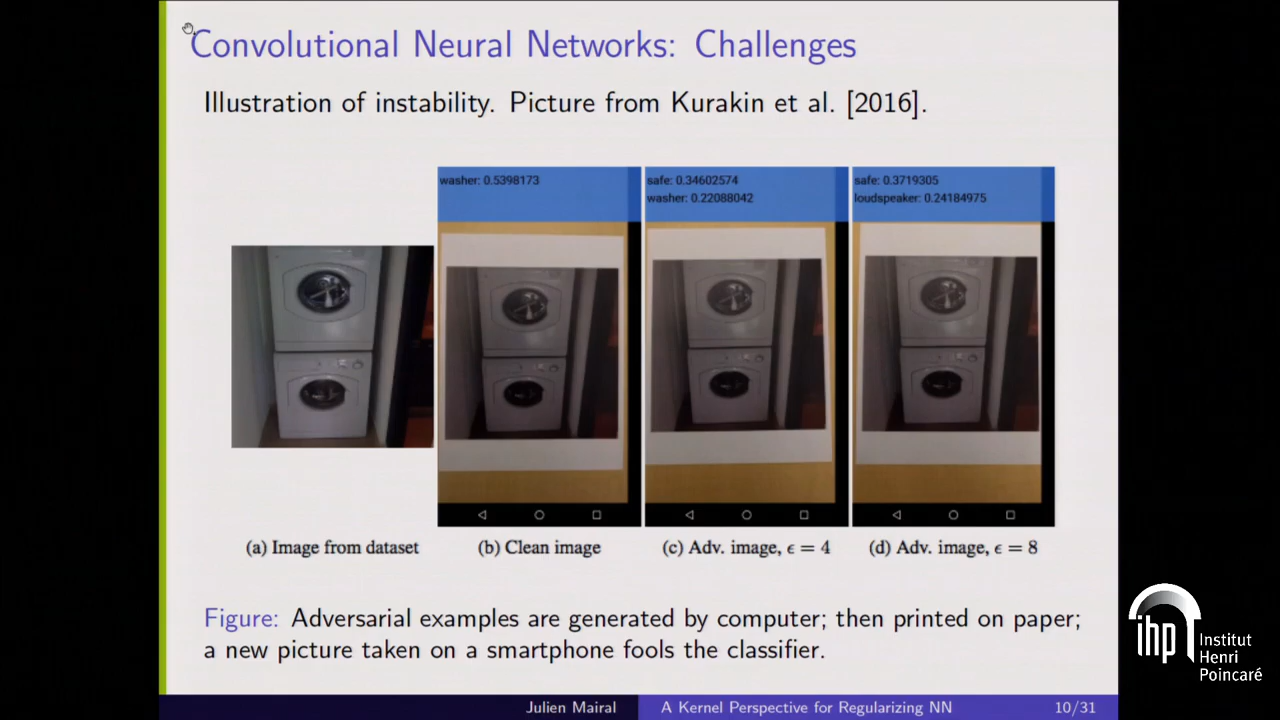 Convolutional Neural Networks: Challenges
Illustration of instability. Picture from Kurakin et al. [2016].
washer: 0.5398173
safe: 0.34602574
washer: 0.22088042
safe: 0.3719305
loudspeaker: 0.24184975
(a) Image from dataset
(b) Clean image
(c) Adv. image, ϵ = 4
(d) Adv. image, ϵ = 8
Figure: Adversarial examples are generated by computer; then printed on paper;
a new picture taken on a smartphone fools the classifier.
Julien Mairal
A Kernel Perspective for Regularizing NN
10/31
ihp
Institut
Henri
Poincaré